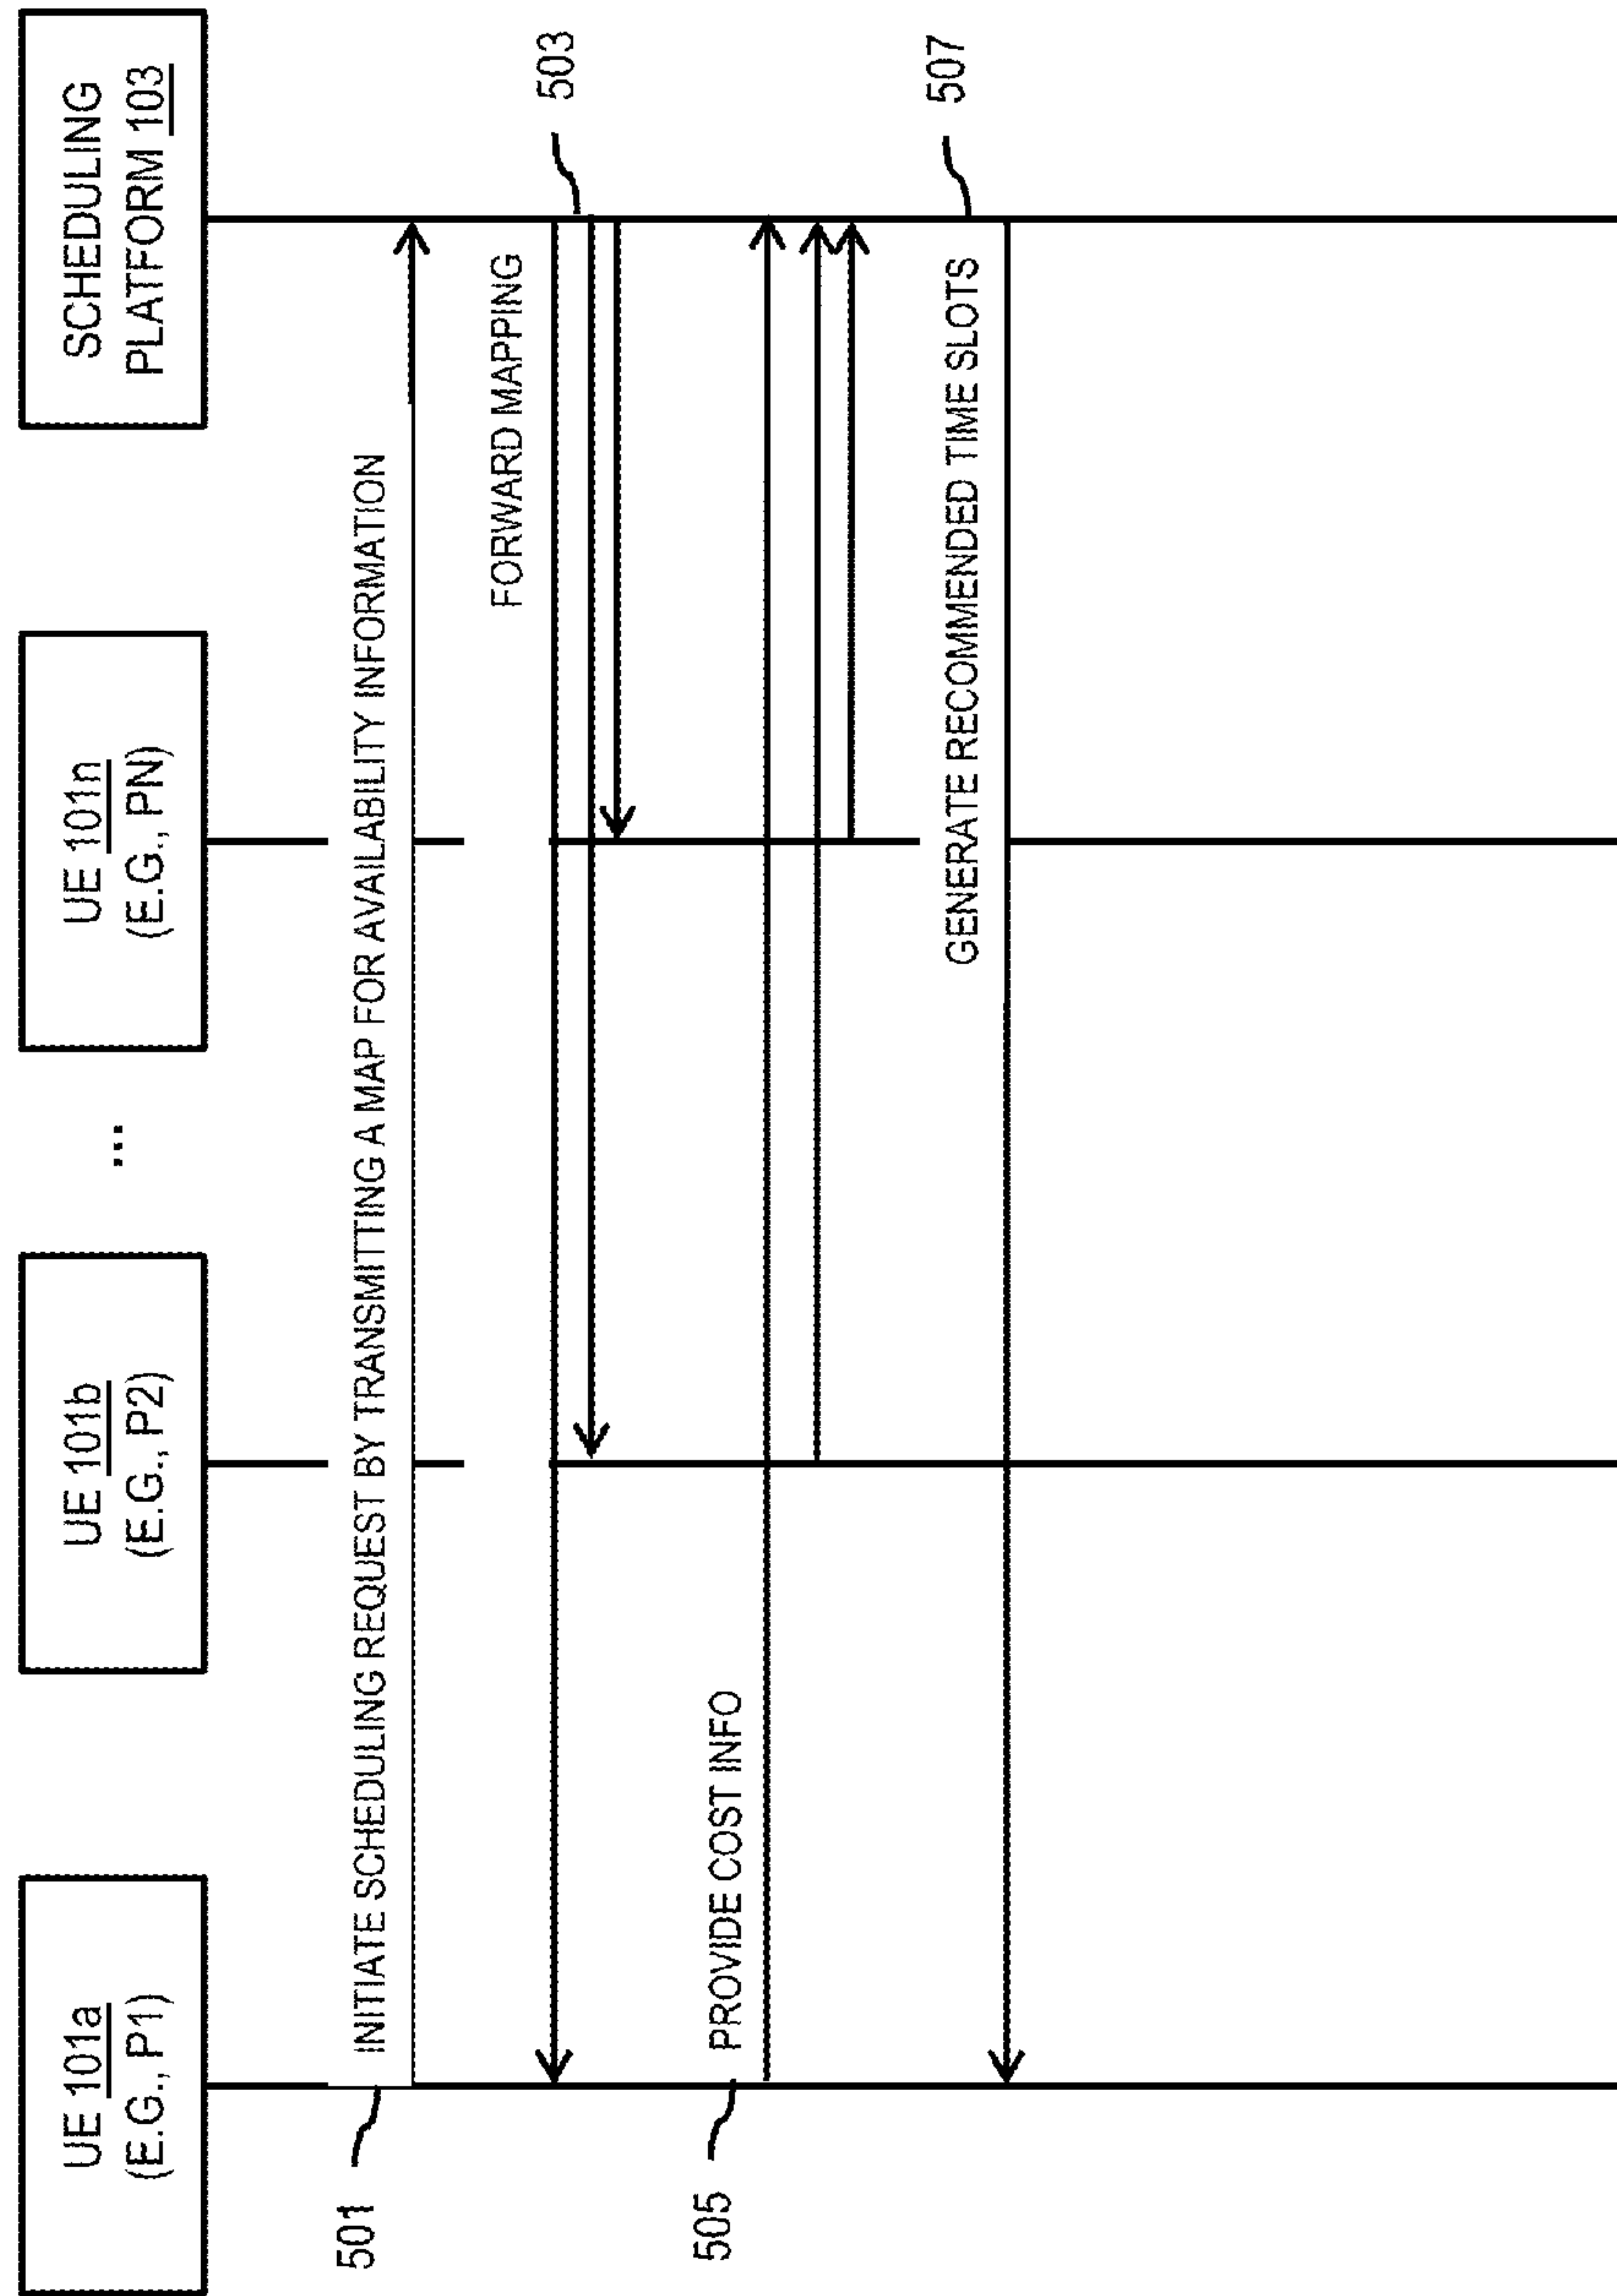 UE 101a
(E.G., P1)
UE 101b
(E.G., P2)
...
UE 101n
(E.G., PN)
SCHEDULING
PLATFORM 103
501
INITIATE SCHEDULING REQUEST BY TRANSMITTING A MAP FOR AVAILABILITY INFORMATION
FORWARD MAPPING
503
505
PROVIDE COST INFO
GENERATE RECOMMENDED TIME SLOTS
507